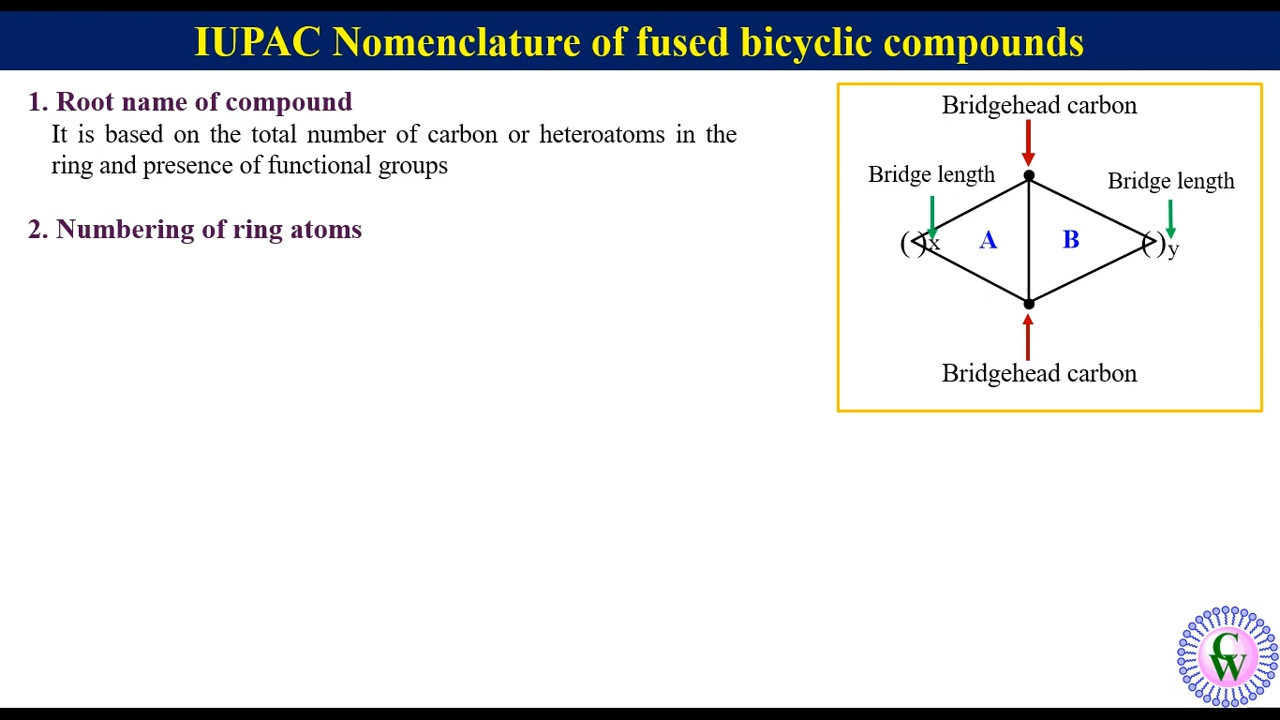 IUPAC Nomenclature of fused bicyclic compounds
1. Root name of compound
It is based on the total number of carbon or heteroatoms in the
ring and presence of functional groups
2. Numbering of ring atoms
Bridgehead carbon
Bridge length
Bridge length
( )x
A
B
( )y
Bridgehead carbon
CW